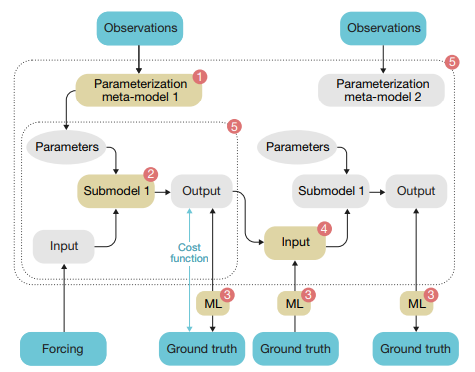 Observations
Observations
5
1
Parameterization
meta-model 1
Parameterization
meta-model 2
5
Parameters
Parameters
2
Submodel 1
Output
Submodel 1
Output
4
Input
Input
Cost
function
3
ML
3
ML
3
ML
Forcing
Ground truth
Ground truth
Ground truth